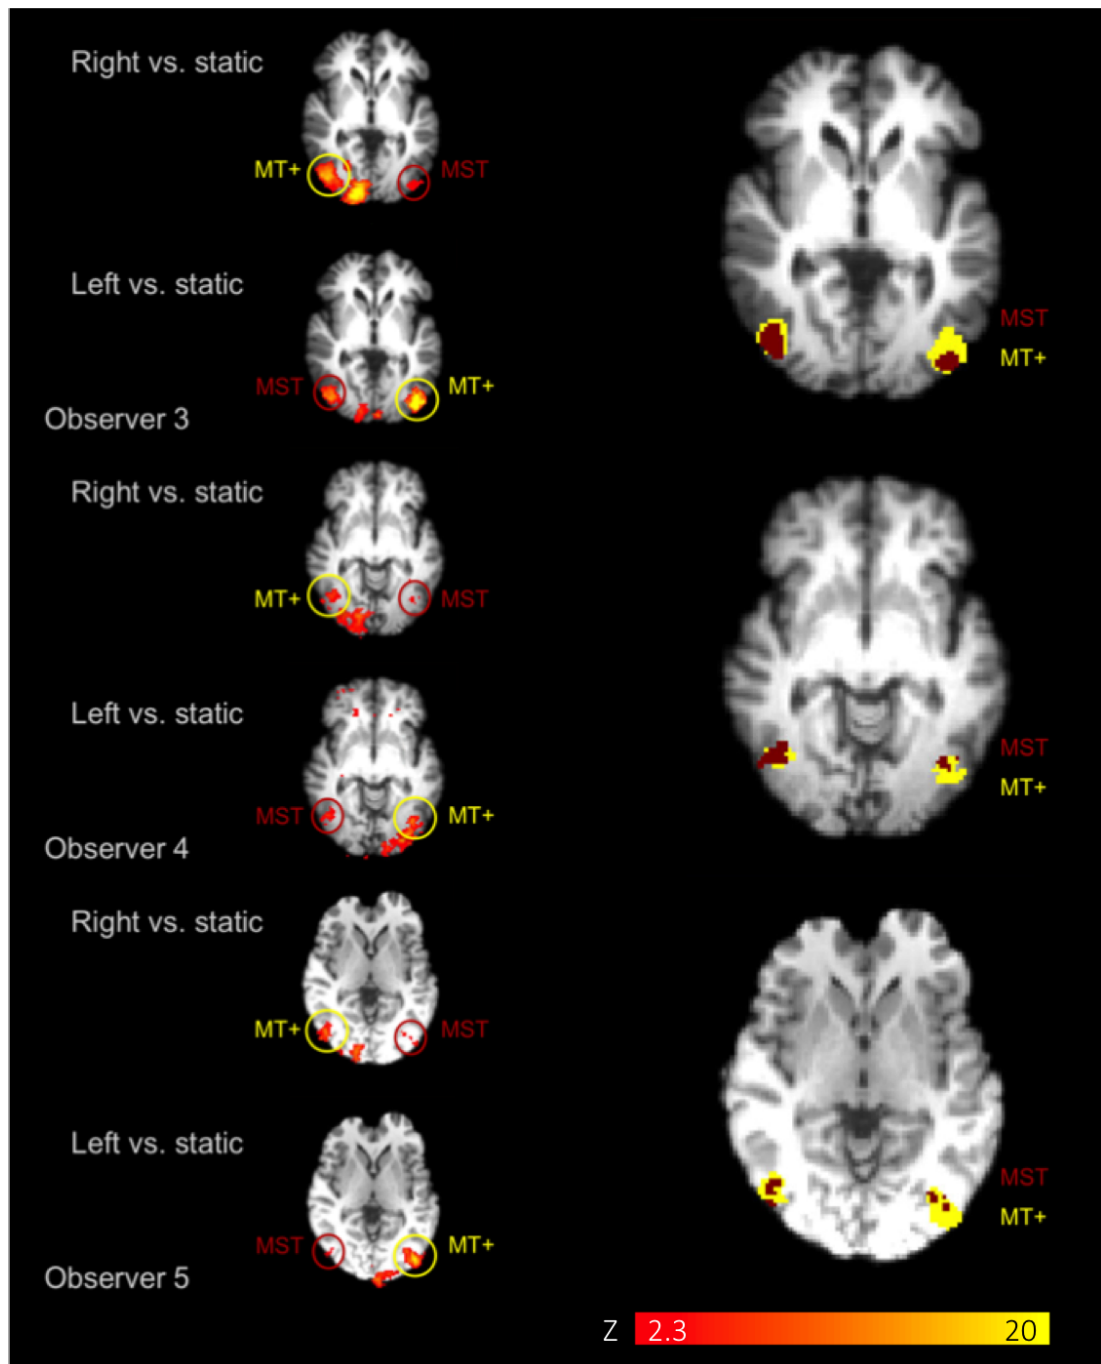 Right vs. static
MT+
MST
Left vs. static
MST
MT+
Observer 3
MST
MT+
Right vs. static
MT+
MST
Left vs. static
MST
MT+
Observer 4
MST
MT+
Right vs. static
MT+
MST
Left vs. static
MST
MT+
Observer 5
MST
MT+
Z 2.3 20